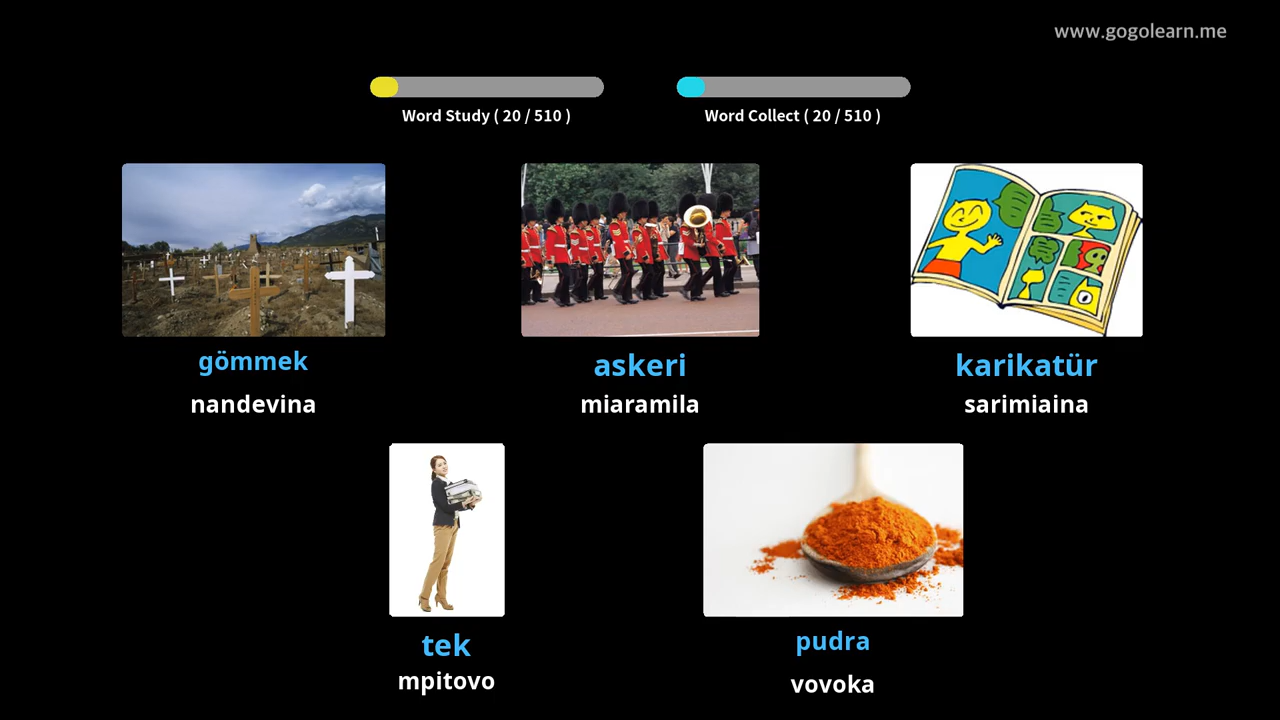 www.gogolearn.me
Word Study ( 20 / 510 )
Word Collect ( 20 / 510 )
gömmek
nandevina
askeri
miaramila
karikatür
sarimiaina
tek
mpitovo
pudra
vovoka